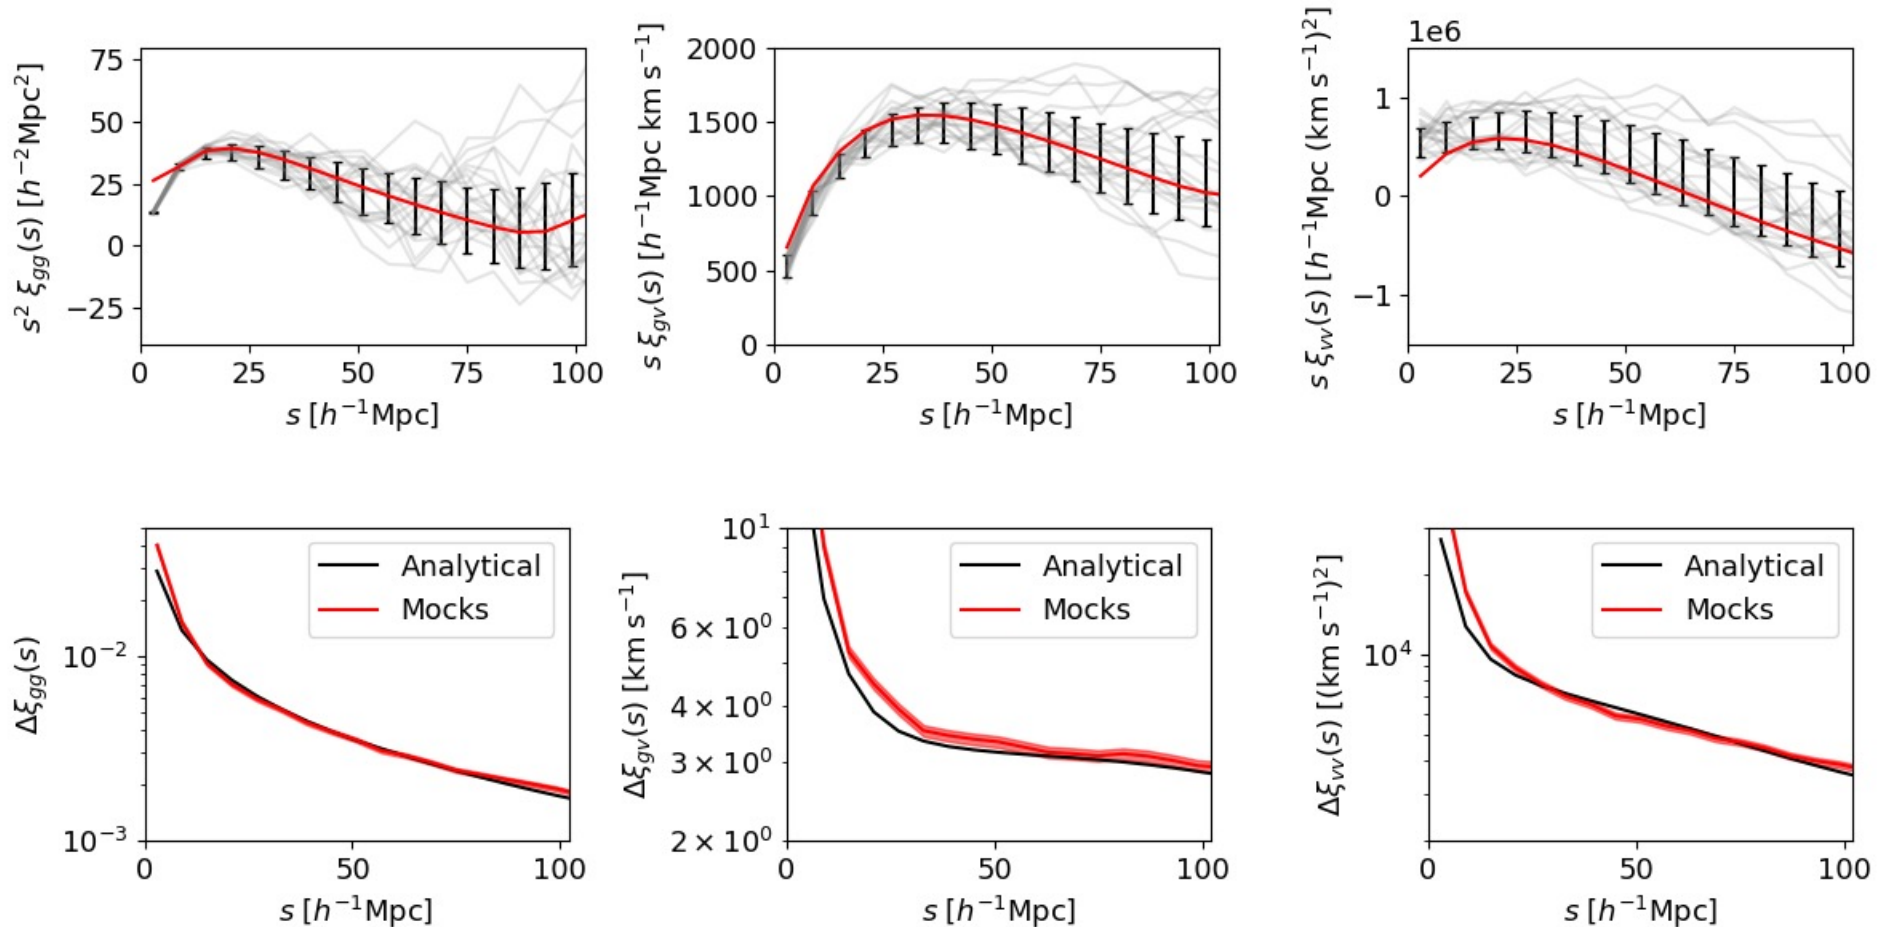 1e6
s² ξgg(s) [h⁻²Mpc²]
75
50
25
0
−25
0 25 50 75 100
s [h⁻¹Mpc]
s ξgv(s) [h⁻¹Mpc km s⁻¹]
2000
1500
1000
500
0
0 25 50 75 100
s [h⁻¹Mpc]
s ξvv(s) [h⁻¹Mpc (km s⁻¹)²]
1
0
−1
0 25 50 75 100
s [h⁻¹Mpc]
Δξgg(s)
10⁻²
10⁻³
Analytical
Mocks
0 50 100
s [h⁻¹Mpc]
Δξgv(s) [km s⁻¹]
10¹
6 × 10⁰
4 × 10⁰
3 × 10⁰
2 × 10⁰
Analytical
Mocks
0 50 100
s [h⁻¹Mpc]
Δξvv(s) [(km s⁻¹)²]
10⁴
Analytical
Mocks
0 50 100
s [h⁻¹Mpc]